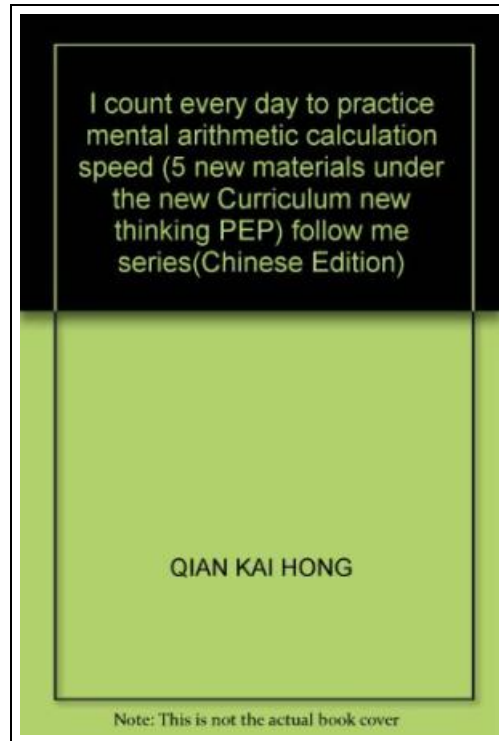 I count every day to practice
mental arithmetic calculation
speed (5 new materials under
the new Curriculum new
thinking PEP) follow me
series(Chinese Edition)
QIAN KAI HONG
Note: This is not the actual book cover